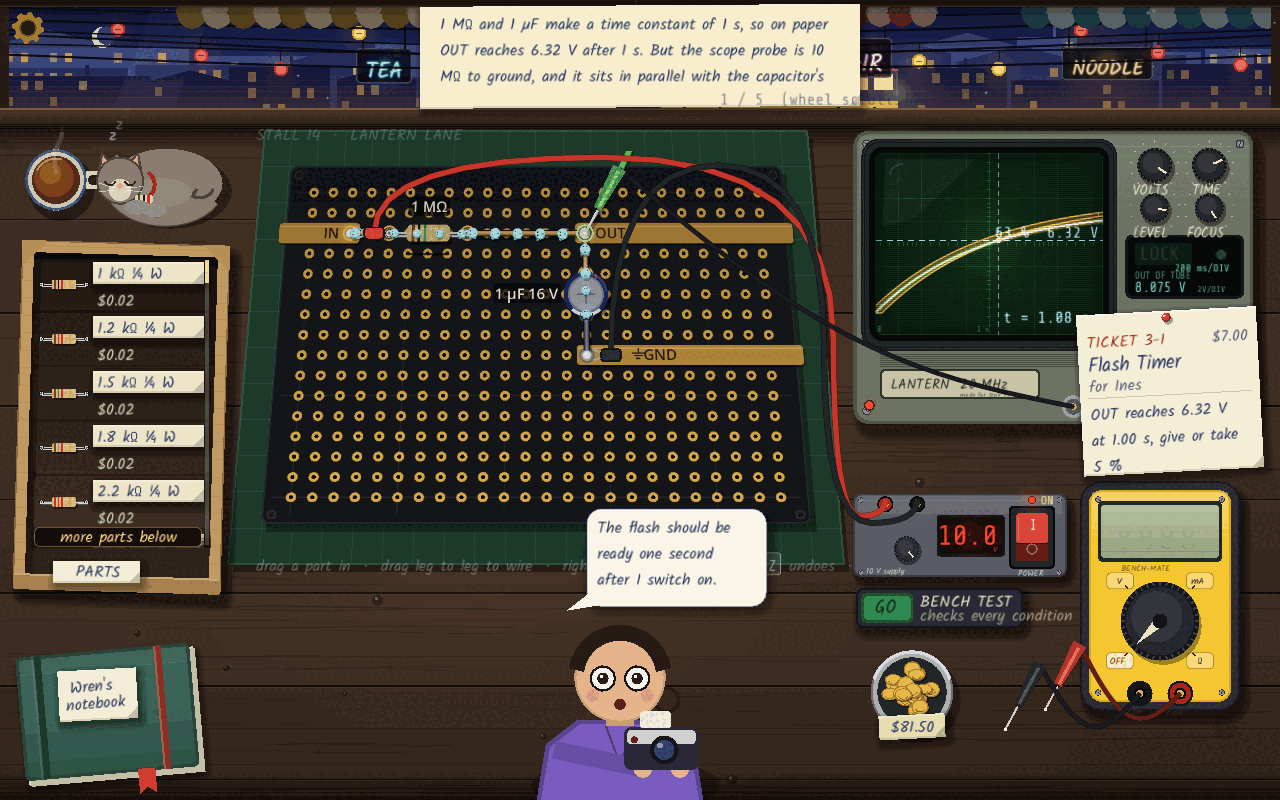 1 MΩ and 1 µF make a time constant of 1 s, so on paper
OUT reaches 6.32 V after 1 s. But the scope probe is 10
MΩ to ground, and it sits in parallel with the capacitor's
1 / 5 (wheel
TEA
IR
NOODLE
z
z
STALL 19 · LANTERN LANE
1 MΩ
IN
OUT
1 µF 16 V
GND
1 kΩ ¼ W
$0.02
1.2 kΩ ¼ W
$0.02
1.5 kΩ ¼ W
$0.02
1.8 kΩ ¼ W
$0.02
2.2 kΩ ¼ W
$0.02
more parts below
PARTS
63 % 6.32 V
1 s
t = 1.08
VOLTS
TIME
LEVEL
FOCUS
LOCK
200 ms/DIV
OUT OF TUBE
8.075 V
2V/DIV
LANTERN 20 MHz
TICKET 3-1
$7.00
Flash Timer
for Ines
OUT reaches 6.32 V
at 1.00 s, give or take
5 %
ON
10.0
V
I
10 V supply
POWER
GO
BENCH TEST
checks every condition
BENCH-MATE
V
mA
OFF
Ω
drag a part in · drag leg to leg to wire ·
Z
undoes
The flash should be
ready one second
after I switch on.
Wren's
notebook
$81.50